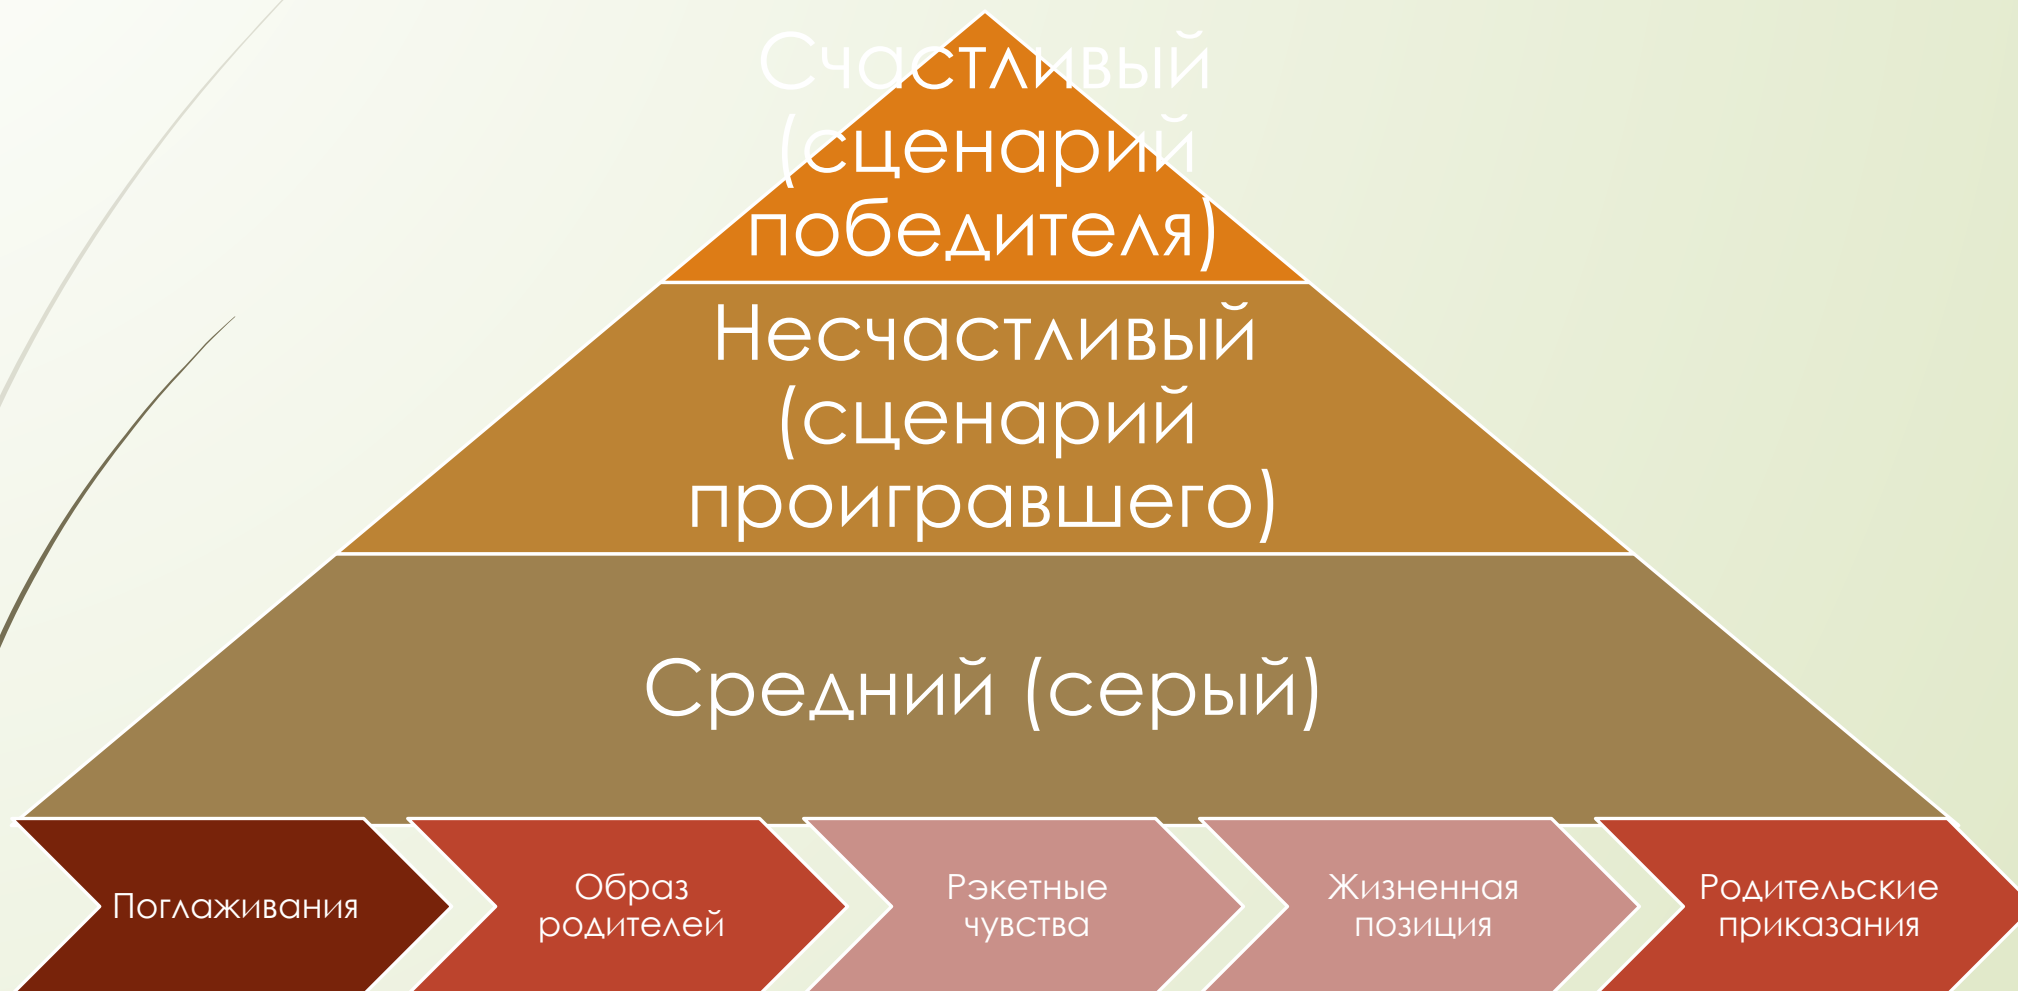 Счастливый
(сценарий
победителя)
Несчастливый
(сценарий
проигравшего)
Средний (серый)
Поглаживания
Образ
родителей
Рэкетные
чувства
Жизненная
позиция
Родительские
приказания